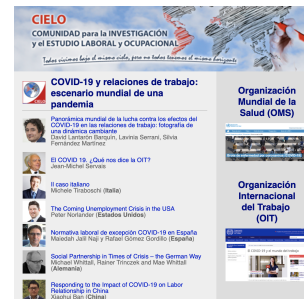 CIELO
COMUNIDAD para la INVESTIGACIÓN
y el ESTUDIO LABORAL y OCUPACIONAL
Todos vivimos bajo el mismo cielo, pero no todos tenemos el mismo horizonte
COVID-19 y relaciones de trabajo:
escenario mundial de una
pandemia
Panorámica mundial de la lucha contra los efectos del
COVID-19 en las relaciones de trabajo: fotografía de
una dinámica cambiante
David Lantarón Barquín, Lavinia Serrani, Silvia
Fernández Martínez
El COVID 19. ¿Qué nos dice la OIT?
Jean-Michel Servais
Il caso italiano
Michele Tiraboschi (Italia)
The Coming Unemployment Crisis in the USA
Peter Norlander (Estados Unidos)
Normativa laboral de excepción COVID-19 en España
Maiedah Jalil Naji y Rafael Gómez Gordillo (España)
Social Partnership in Times of Crisis – the German Way
Michael Whittall, Rainer Trinczek and Mae Whittall
(Alemania)
Responding to the Impact of COVID-19 on Labor
Relationship in China
Xiaohui Ban (China)
Organización
Mundial de la
Salud (OMS)
Organización
Internacional
del Trabajo
(OIT)